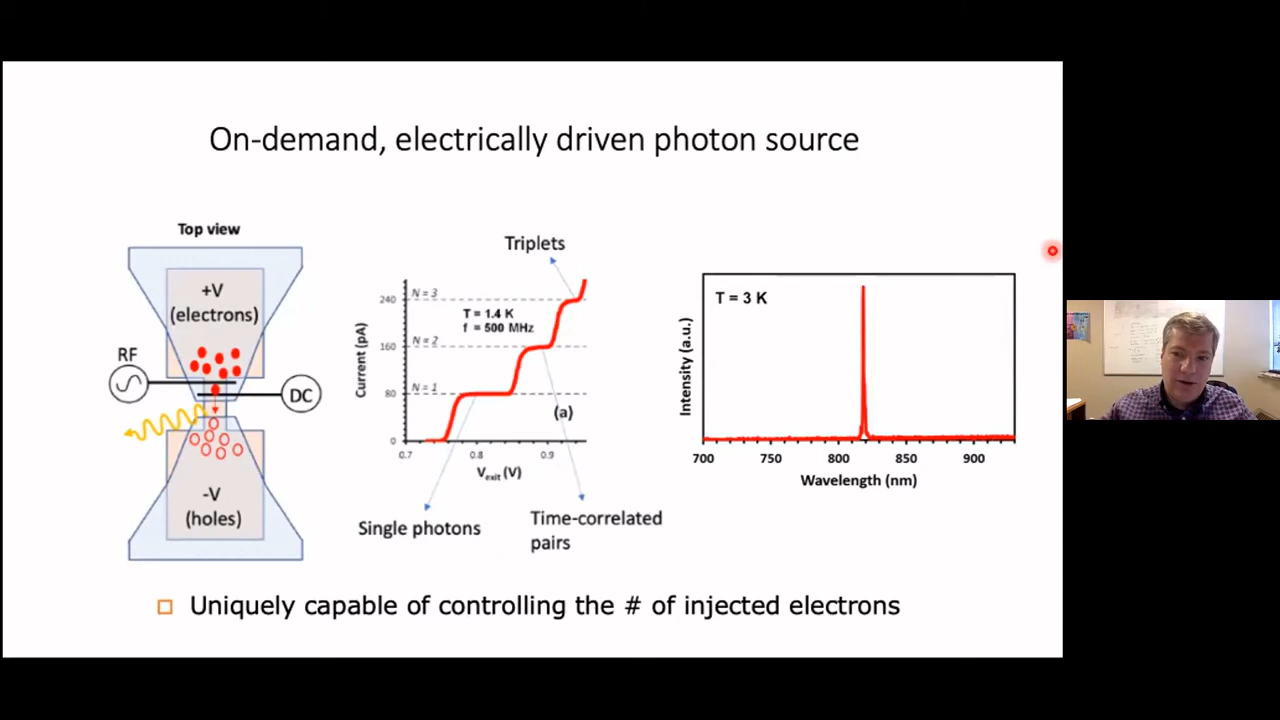 On-demand, electrically driven photon source
Top view
+V
(electrons)
RF
DC
-V
(holes)
Triplets
Current (pA)
240
160
80
0
N = 3
N = 2
N = 1
T = 1.4 K
f = 500 MHz
(a)
0.7
0.8
0.9
Vexit (V)
Single photons
Time-correlated
pairs
T = 3 K
Intensity (a.u.)
700
750
800
850
900
Wavelength (nm)
Uniquely capable of controlling the # of injected electrons